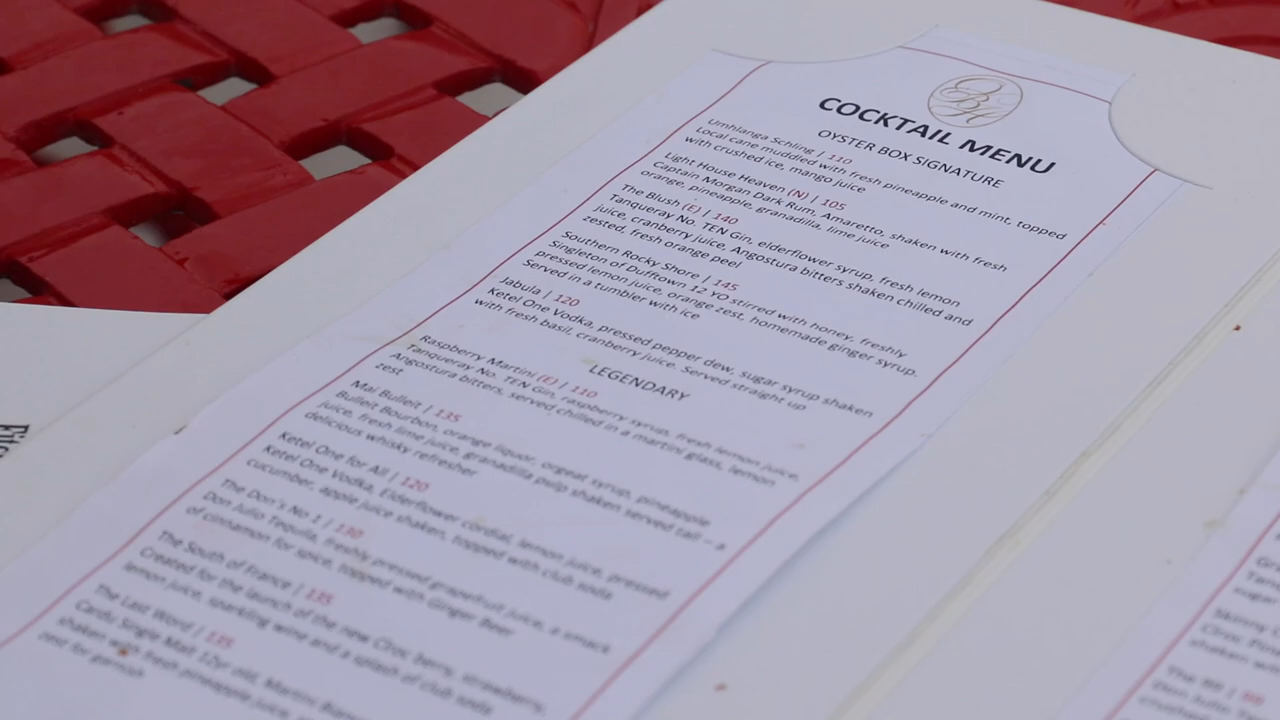 OBH
COCKTAIL MENU
OYSTER BOX SIGNATURE
Umhlanga Schling | 110
Local cane muddled with fresh pineapple and mint, topped
with crushed ice, mango juice
Light House Heaven (N) | 105
Captain Morgan Dark Rum, Amaretto, shaken with fresh
orange, pineapple, granadilla, lime juice
The Blush (E) | 140
Tanqueray No. TEN Gin, elderflower syrup, fresh lemon
juice, cranberry juice, Angostura bitters shaken chilled and
zested, fresh orange peel
Southern Rocky Shore | 145
Singleton of Dufftown 12 YO stirred with honey, freshly
pressed lemon juice, orange zest, homemade ginger syrup.
Served in a tumbler with ice
Jabula | 120
Ketel One Vodka, pressed pepper dew, sugar syrup shaken
with fresh basil, cranberry juice. Served straight up
LEGENDARY
Raspberry Martini (E) | 110
Tanqueray No. TEN Gin, raspberry syrup, fresh lemon juice,
Angostura bitters, served chilled in a martini glass, lemon
zest
Mai Bulleit | 135
Bulleit Bourbon, orange liquor, orgeat syrup, pineapple
juice, fresh lime juice, granadilla pulp shaken served tall – a
delicious whisky refresher
Ketel One for All | 120
Ketel One Vodka, Elderflower cordial, lemon juice, pressed
cucumber, apple juice shaken, topped with club soda
The Don's No 1 | 130
Don Julio Tequila, freshly pressed grapefruit juice, a smack
of cinnamon for spice, topped with Ginger Beer
The South of France | 135
Created for the launch of the new Ciroc berry, strawberry,
lemon juice, sparkling wine and a splash of club soda
The Last Word | 135
Cardu Single Malt 12yr old, Martini
shaken with fresh pineapple juice,
zest for garnish